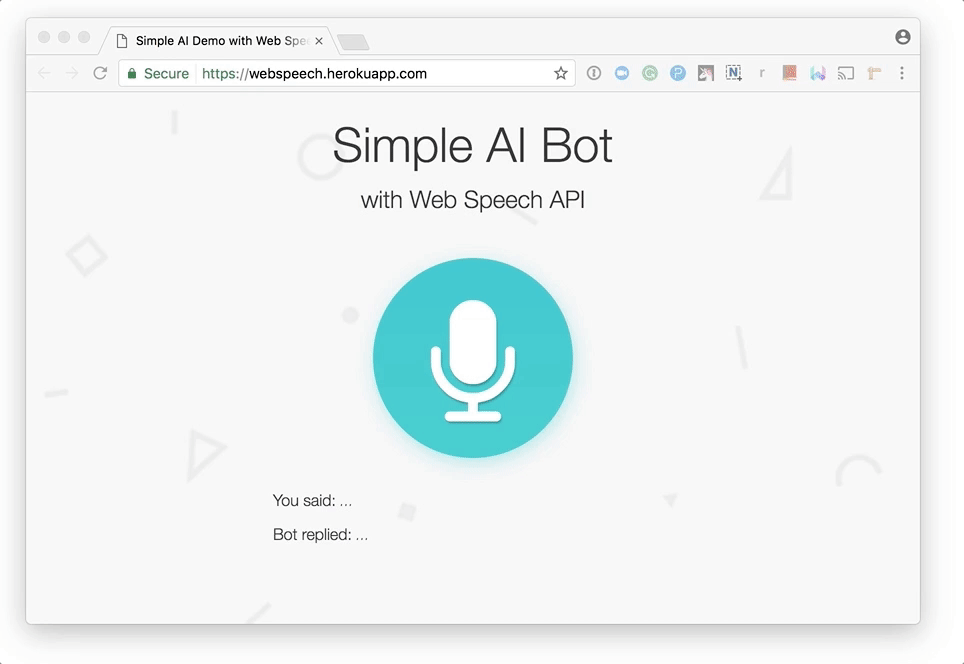 Simple AI Demo with Web Spe
Secure https://webspeech.herokuapp.com
Simple AI Bot
with Web Speech API
You said: ...
Bot replied: ...